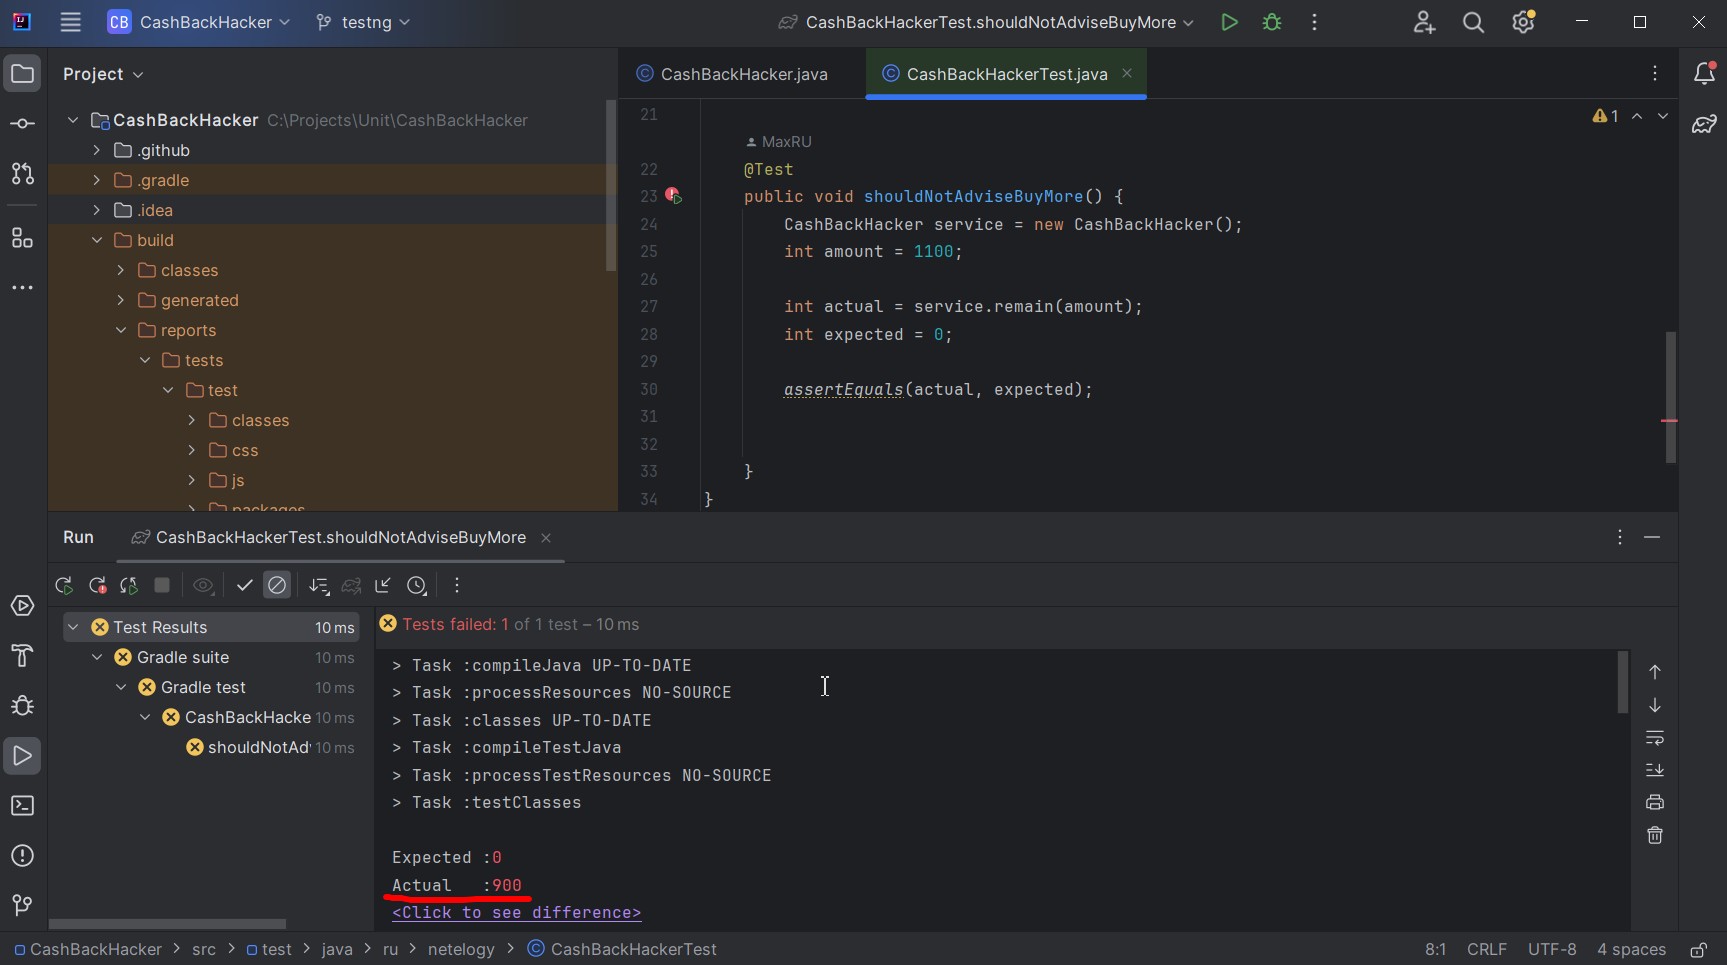 CB CashBackHacker testng CashBackHackerTest.shouldNotAdviseBuyMore
Project
CashBackHacker.java CashBackHackerTest.java
CashBackHacker C:\Projects\Unit\CashBackHacker
.github
.gradle
.idea
build
classes
generated
reports
tests
test
classes
css
js
packages
1
21
MaxRU
22 @Test
23 public void shouldNotAdviseBuyMore() {
24 CashBackHacker service = new CashBackHacker();
25 int amount = 1100;
26
27 int actual = service.remain(amount);
28 int expected = 0;
29
30 assertEquals(actual, expected);
31
32
33 }
34 }
Run CashBackHackerTest.shouldNotAdviseBuyMore
Test Results 10 ms
Gradle suite 10 ms
Gradle test 10 ms
CashBackHacke 10 ms
shouldNotAdv 10 ms
Tests failed: 1 of 1 test – 10 ms
> Task :compileJava UP-TO-DATE
> Task :processResources NO-SOURCE
> Task :classes UP-TO-DATE
> Task :compileTestJava
> Task :processTestResources NO-SOURCE
> Task :testClasses
Expected :0
Actual :900
<Click to see difference>
CashBackHacker > src > test > java > ru > netelogy > CashBackHackerTest
8:1 CRLF UTF-8 4 spaces